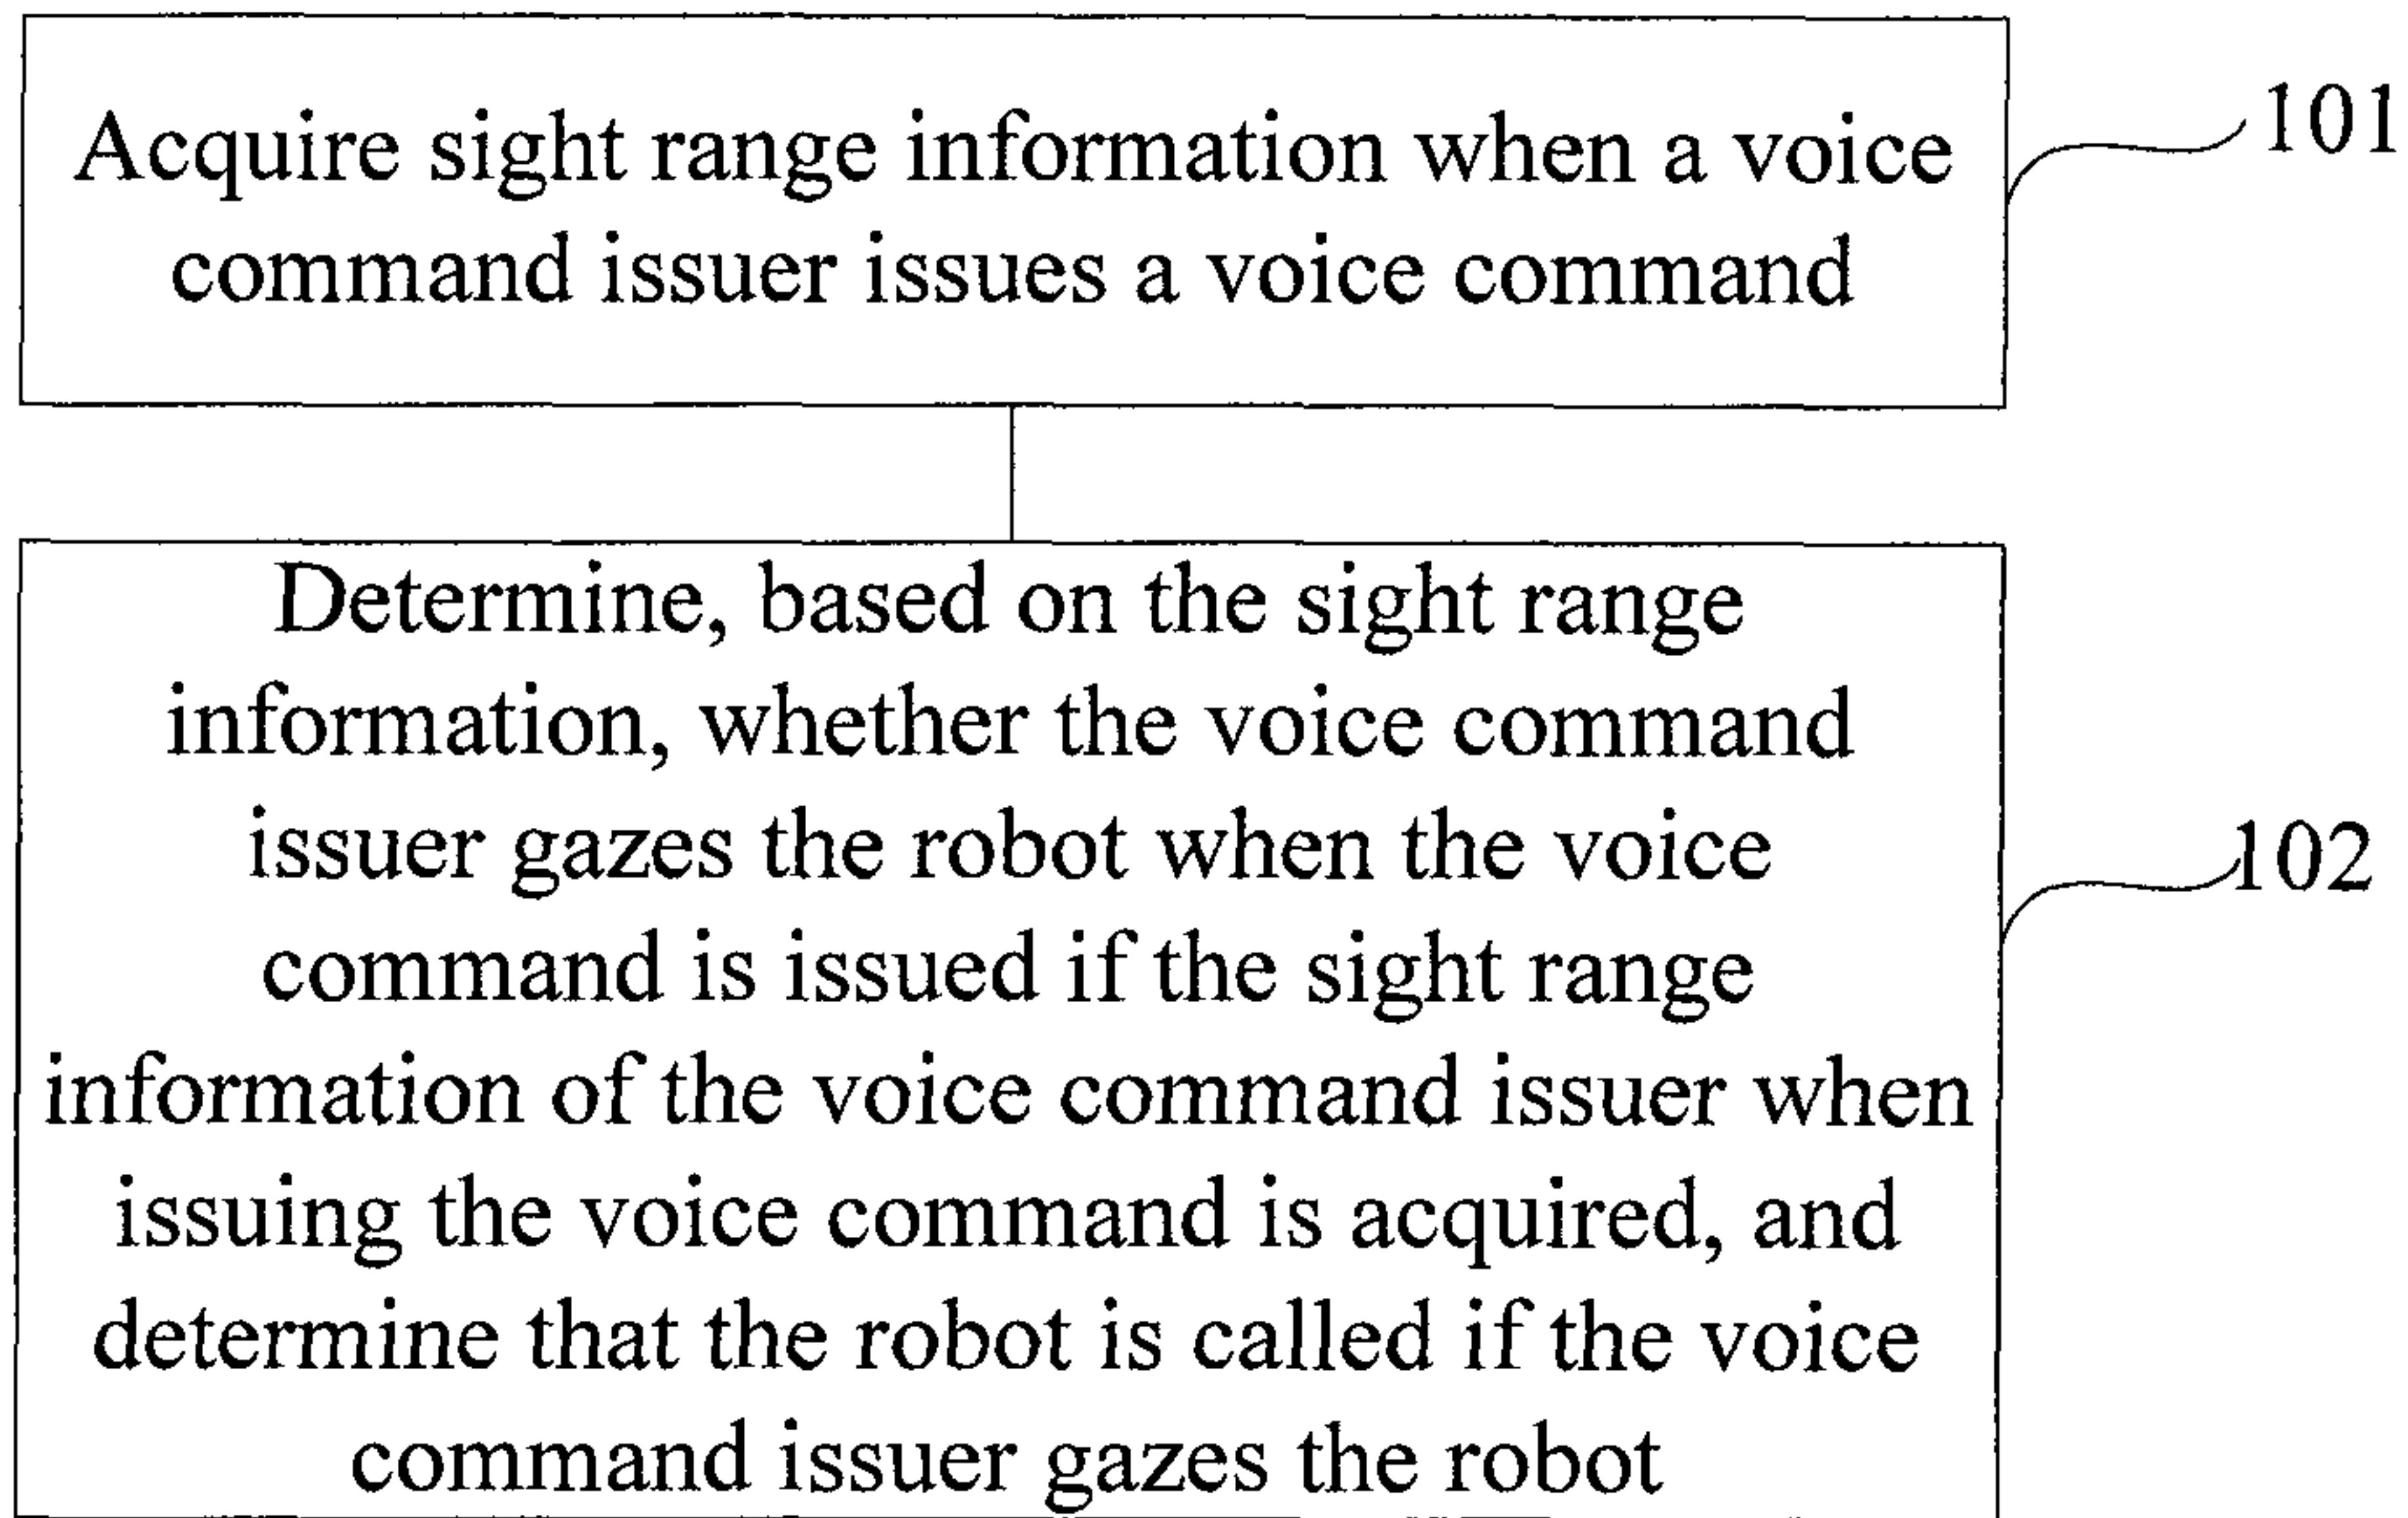 Acquire sight range information when a voice
command issuer issues a voice command
101
Determine, based on the sight range
information, whether the voice command
issuer gazes the robot when the voice
command is issued if the sight range
information of the voice command issuer when
issuing the voice command is acquired, and
determine that the robot is called if the voice
command issuer gazes the robot
102